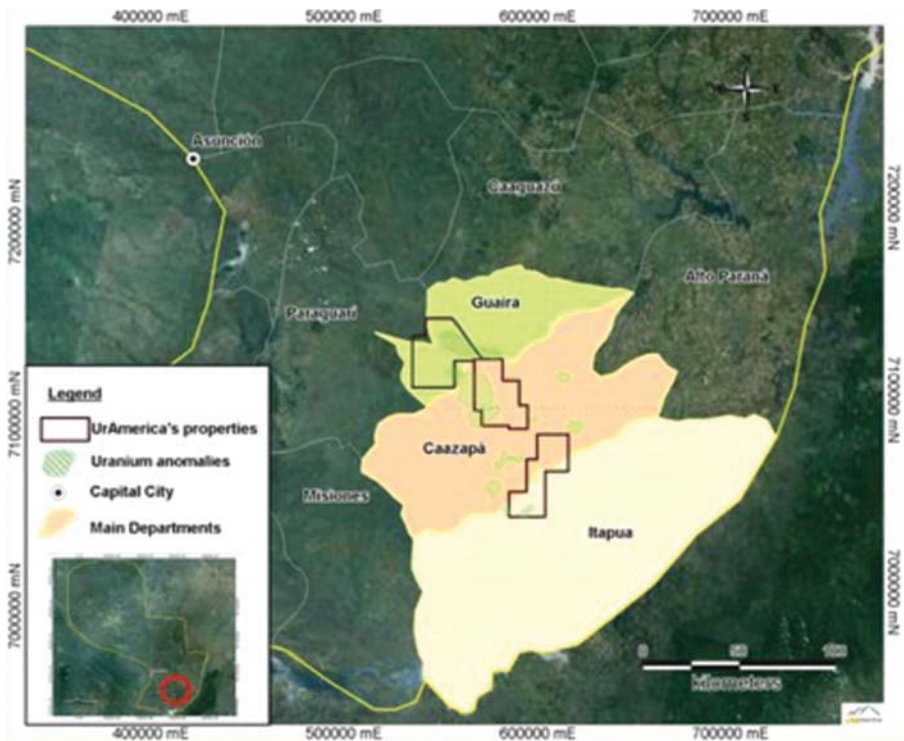 400000 mE 500000 mE 600000 mE 700000 mE
Asunción
7200000 mN
7200000 mN
Caaguazú
Alto Paraná
Guaira
Paraguarí
7100000 mN
7100000 mN
Caazapá
Misiones
Itapua
7000000 mN
7000000 mN
Legend
UrAmerica's properties
Uranium anomalies
Capital City
Main Departments
0 50 100
kilometers
400000 mE 500000 mE 600000 mE 700000 mE